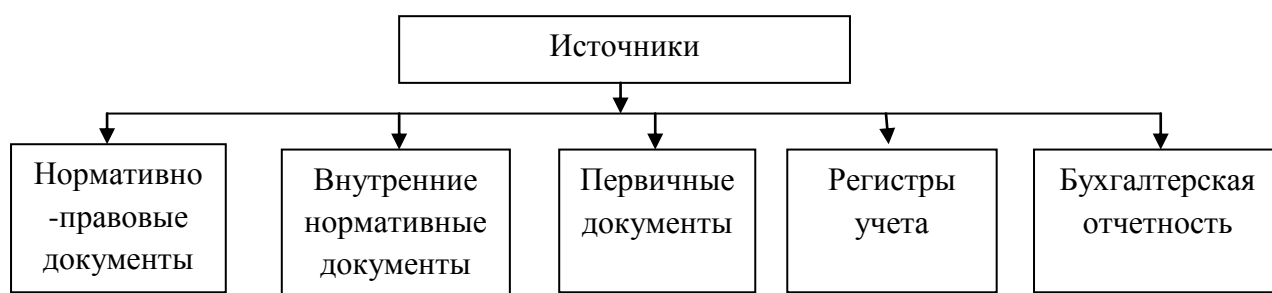 Источники
Нормативно
-правовые
документы
Внутренние
нормативные
документы
Первичные
документы
Регистры
учета
Бухгалтерская
отчетность